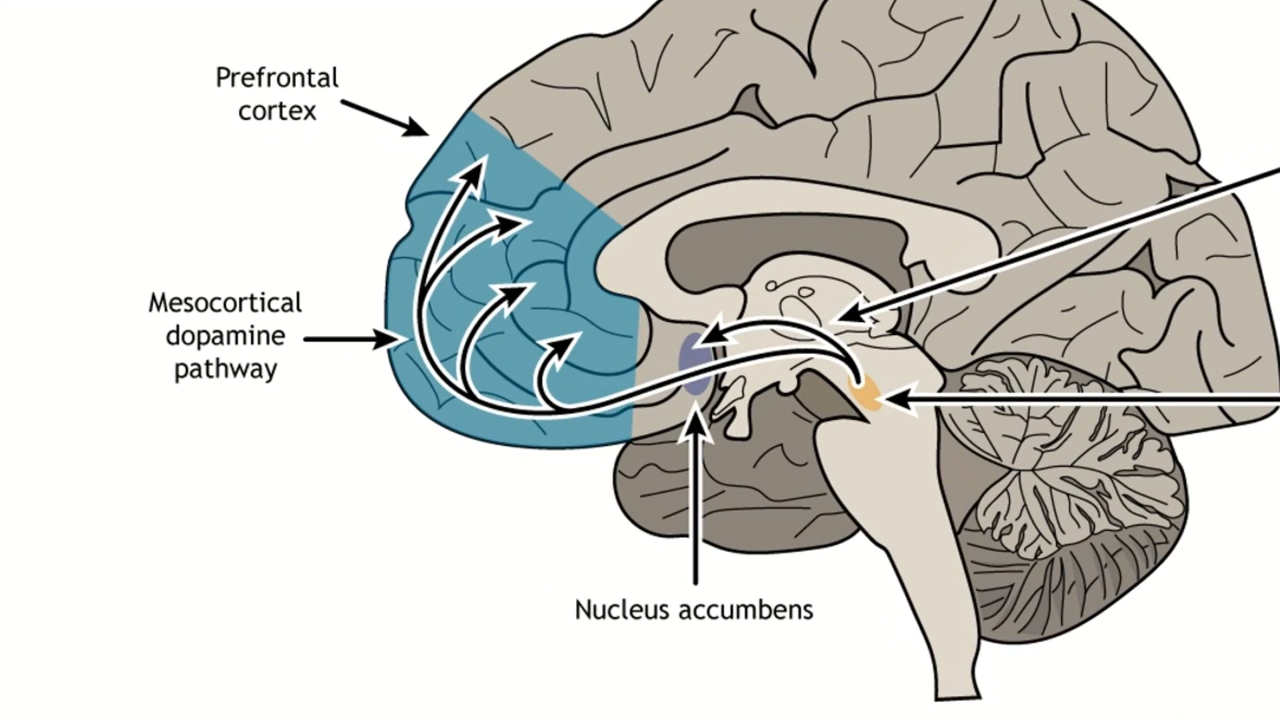 Prefrontal
cortex
Mesocortical
dopamine
pathway
Nucleus accumbens